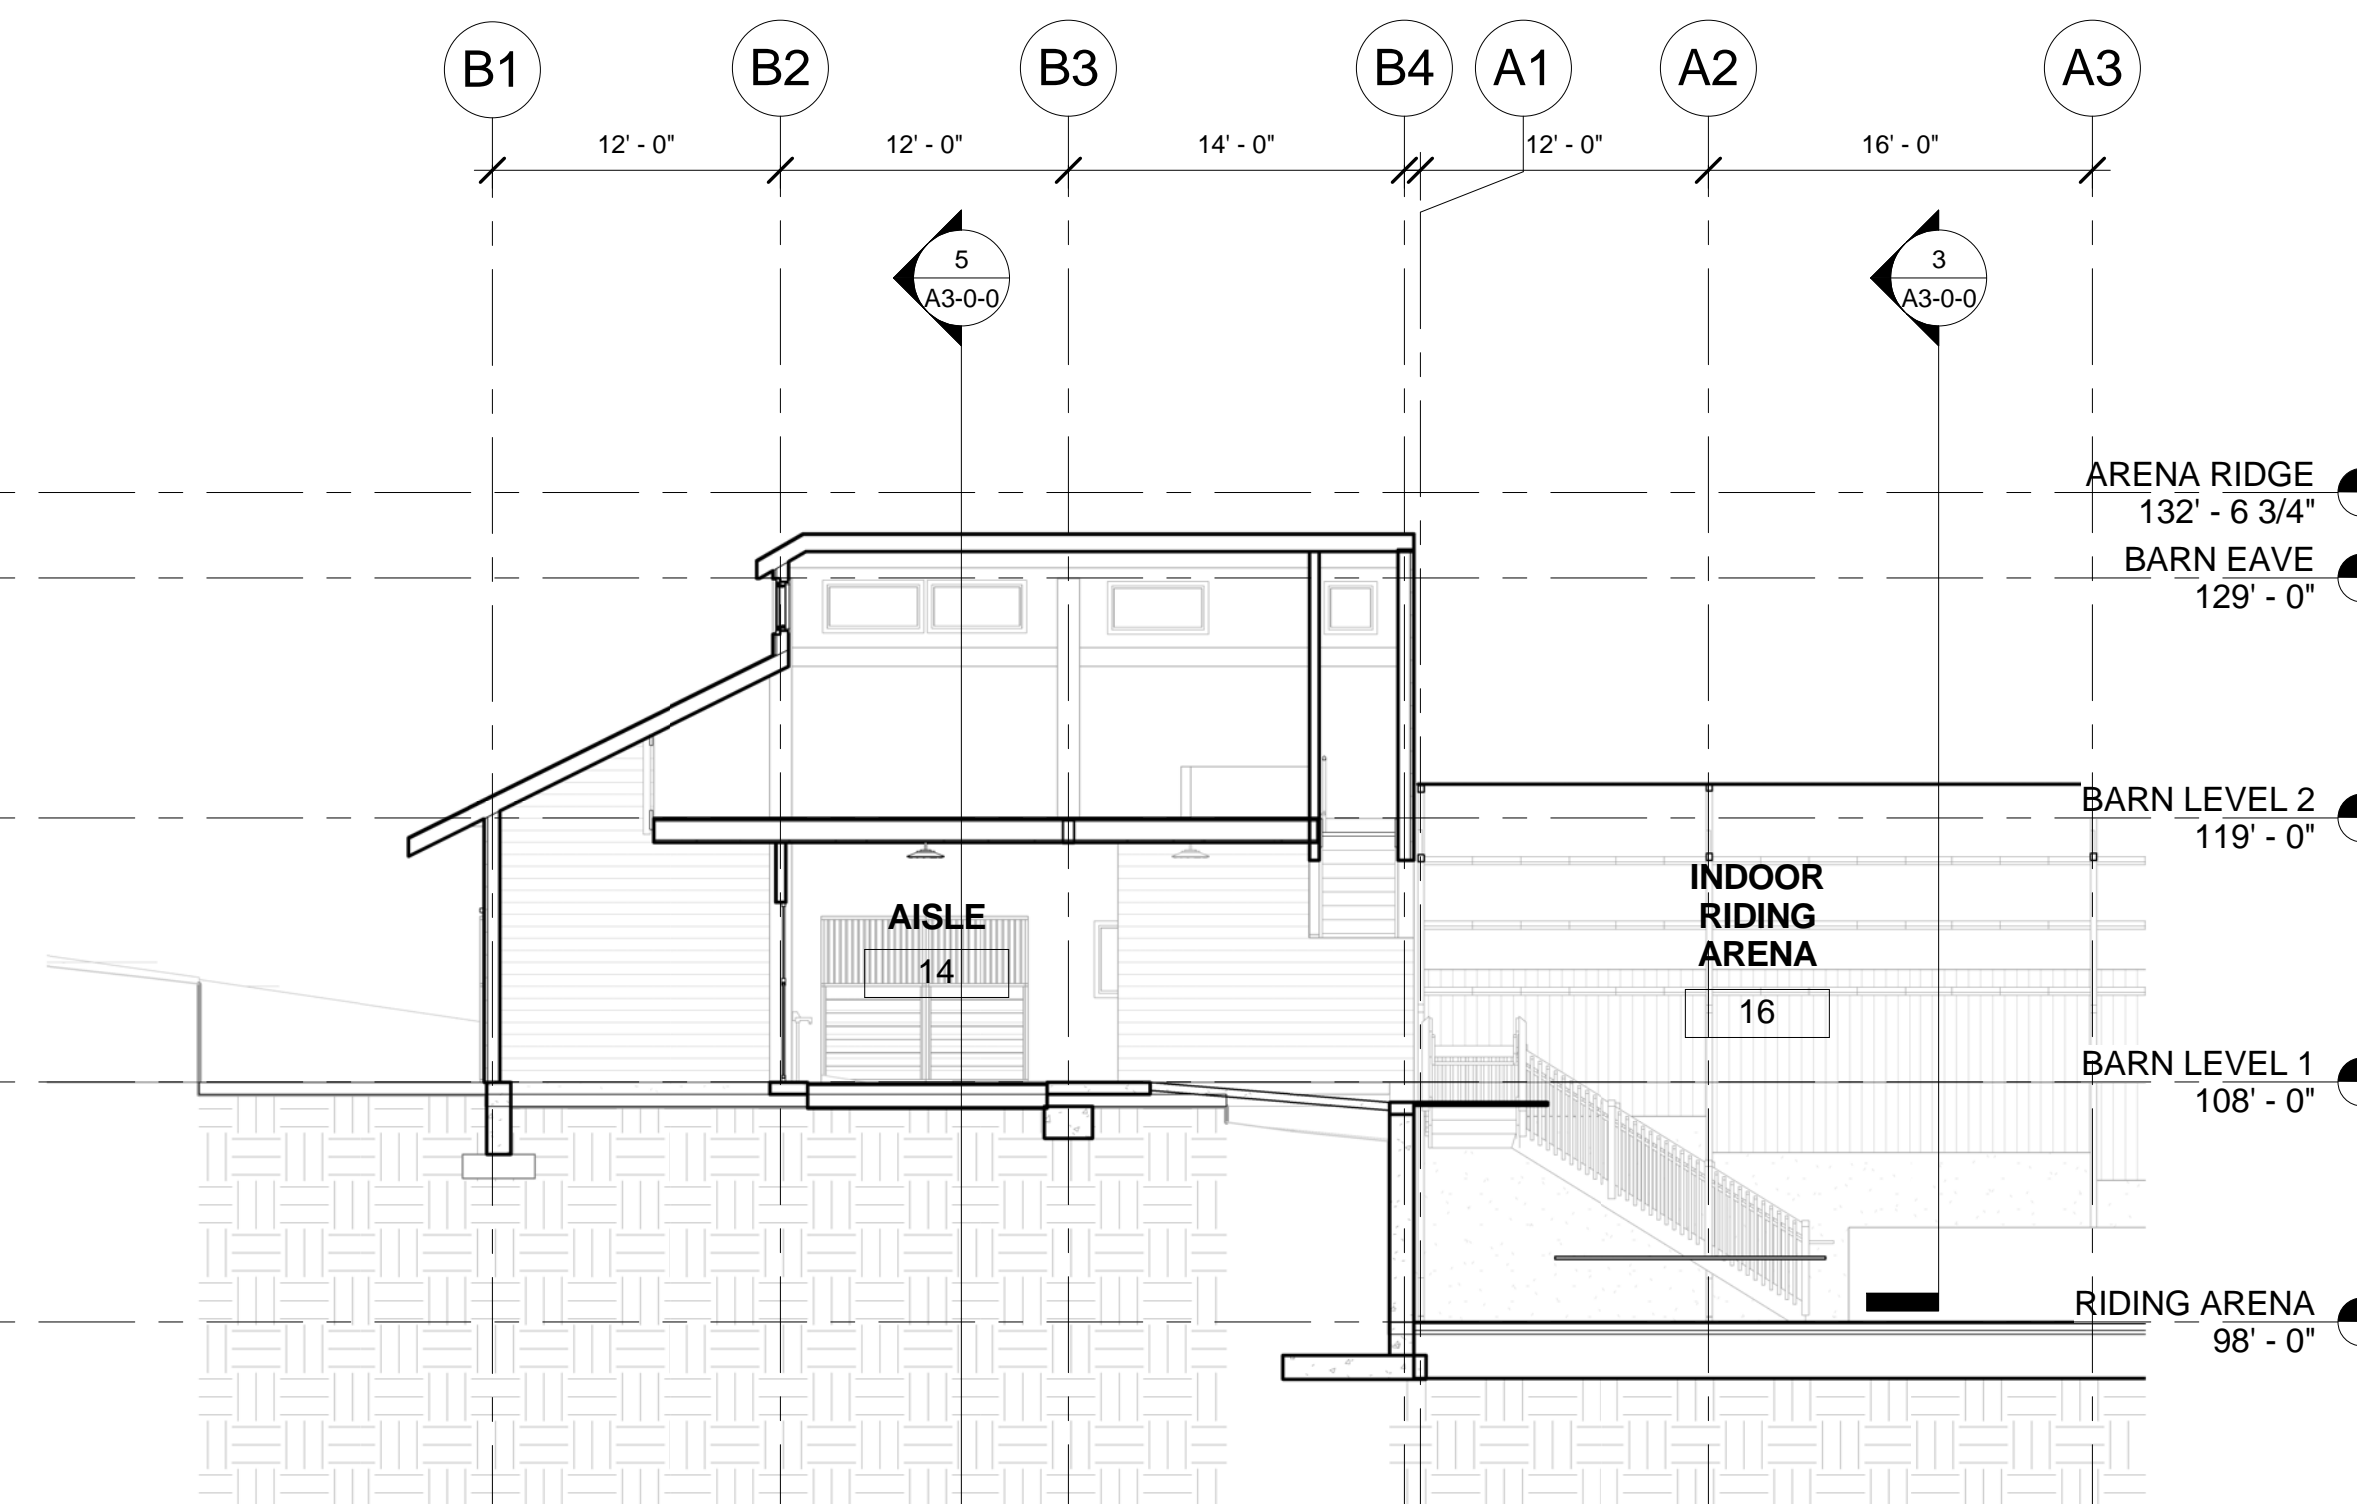 B1 B2 B3 B4 A1 A2 A3
12' - 0" 12' - 0" 14' - 0" 12' - 0" 16' - 0"
5
A3-0-0
3
A3-0-0
ARENA RIDGE
132' - 6 3/4"
BARN EAVE
129' - 0"
BARN LEVEL 2
119' - 0"
INDOOR
RIDING
ARENA
16
AISLE
14
BARN LEVEL 1
108' - 0"
RIDING ARENA
98' - 0"